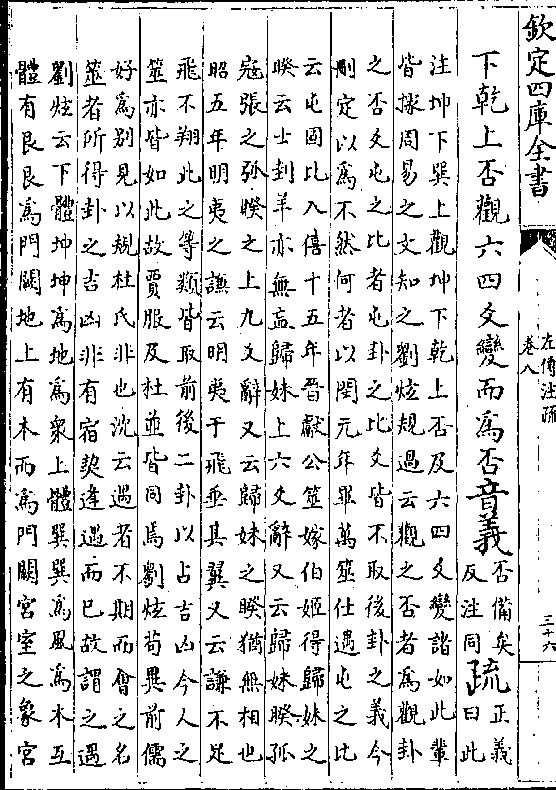 欽定四庫全書
左傳注疏
卷八
三十六
下乾上否觀六四爻變而為否音義否備矣
反注同疏正義
曰此
注坤下巽上觀坤下乾上否及六四爻變諸如此輩
皆據周易之文知之劉炫規過云觀之否者為觀卦
之否爻屯之比者屯卦之比爻皆不取後卦之義今
刪定以為不然何者以閔元年畢萬筮仕遇屯之比
云屯固比入僖十五年晉獻公筮嫁伯姬得歸妹之
睽云士刲羊亦無衁歸妹上六爻辭又云歸妹睽孤
寇張之弧睽之上九爻辭又云歸妹之睽猶無相也
昭五年明夷之謙云明夷于飛垂其翼又云謙不足
飛不翔此之等類皆取前後二卦以占吉凶今人之
筮亦皆如此故賈服及杜並皆同焉劉炫苟異前儒
好為別見以規杜氏非也沈云遇者不期而會之名
筮者所得卦之吉凶非有宿契逢遇而已故謂之遇
劉炫云下體坤坤為地為衆上體巽巽為風為木互
體有艮艮為門闕地上有木而為門闕宮室之象宮